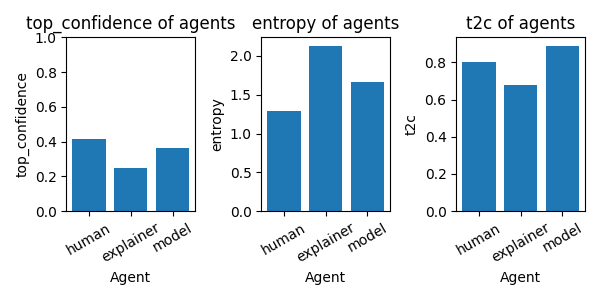 top_confidence of agents
1.0
0.8
0.6
0.4
0.2
0.0
top_confidence
human
explainer
model
Agent
entropy of agents
2.0
1.5
1.0
0.5
0.0
entropy
human
explainer
model
Agent
t2c of agents
0.8
0.6
0.4
0.2
0.0
t2c
human
explainer
model
Agent